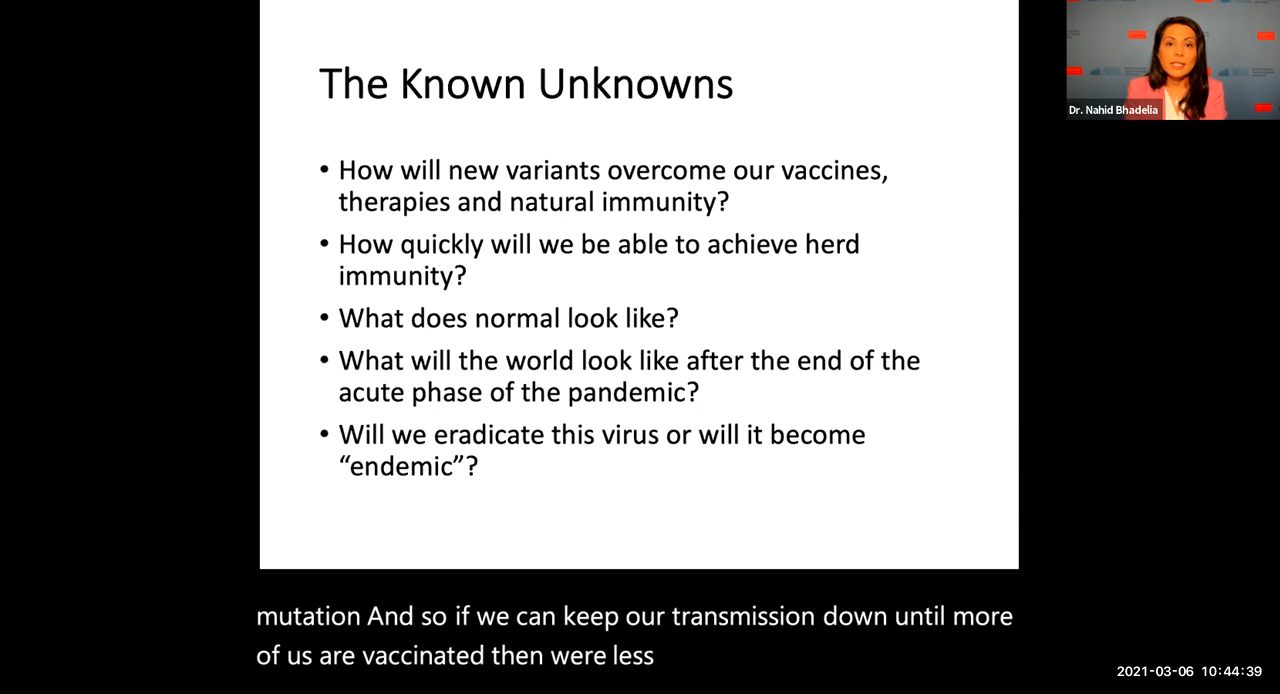 The Known Unknowns
• How will new variants overcome our vaccines,
therapies and natural immunity?
• How quickly will we be able to achieve herd
immunity?
• What does normal look like?
• What will the world look like after the end of the
acute phase of the pandemic?
• Will we eradicate this virus or will it become
“endemic”?
Dr. Nahid Bhadelia
mutation And so if we can keep our transmission down until more
of us are vaccinated then were less
2021-03-06 10:44:39